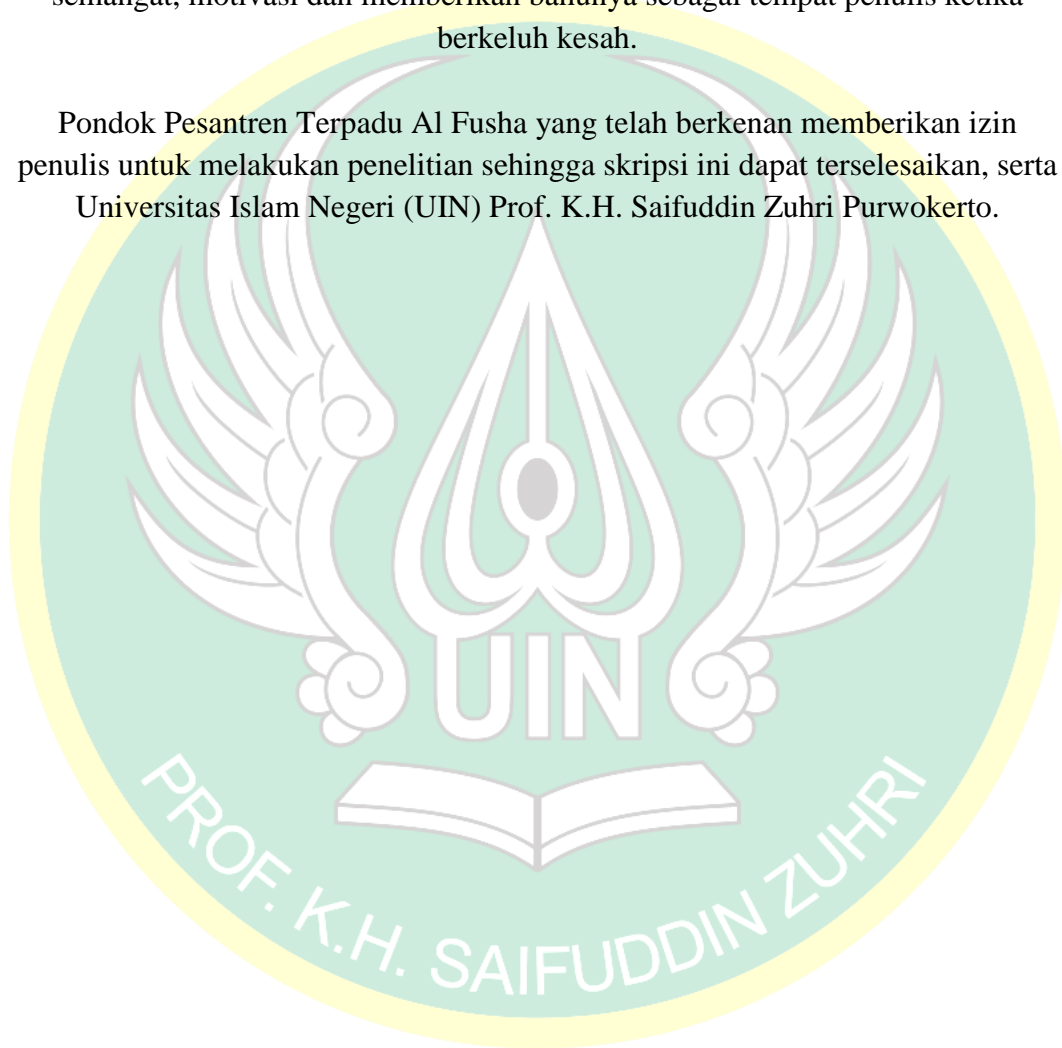 semangat, motivasi dan memberikan bahunya sebagai tempat penulis ketika
berkeluh kesah.
Pondok Pesantren Terpadu Al Fusha yang telah berkenan memberikan izin
penulis untuk melakukan penelitian sehingga skripsi ini dapat terselesaikan, serta
Universitas Islam Negeri (UIN) Prof. K.H. Saifuddin Zuhri Purwokerto.
UIN
PROF. K.H. SAIFUDDIN ZUHRI